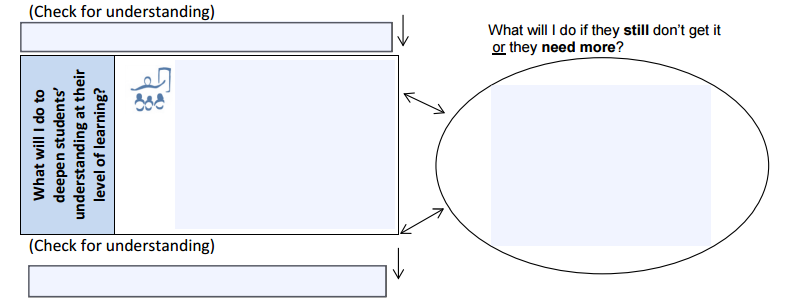 (Check for understanding)
What will I do if they still don't get it
or they need more?
What will I do to
deepen students'
understanding at their
level of learning?
(Check for understanding)